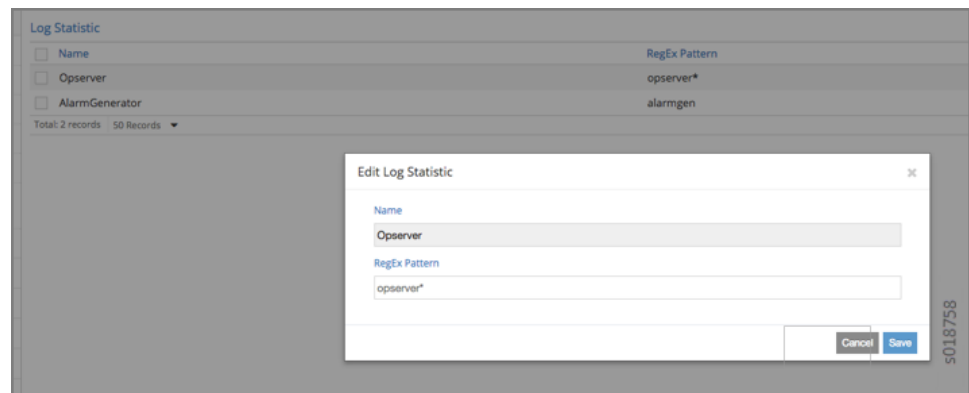 Log Statistic
Name RegEx Pattern
Opserver opserver*
AlarmGenerator alarmgen
Total: 2 records 50 Records
Edit Log Statistic
Name
Opserver
RegEx Pattern
opserver*
Cancel Save
s018758